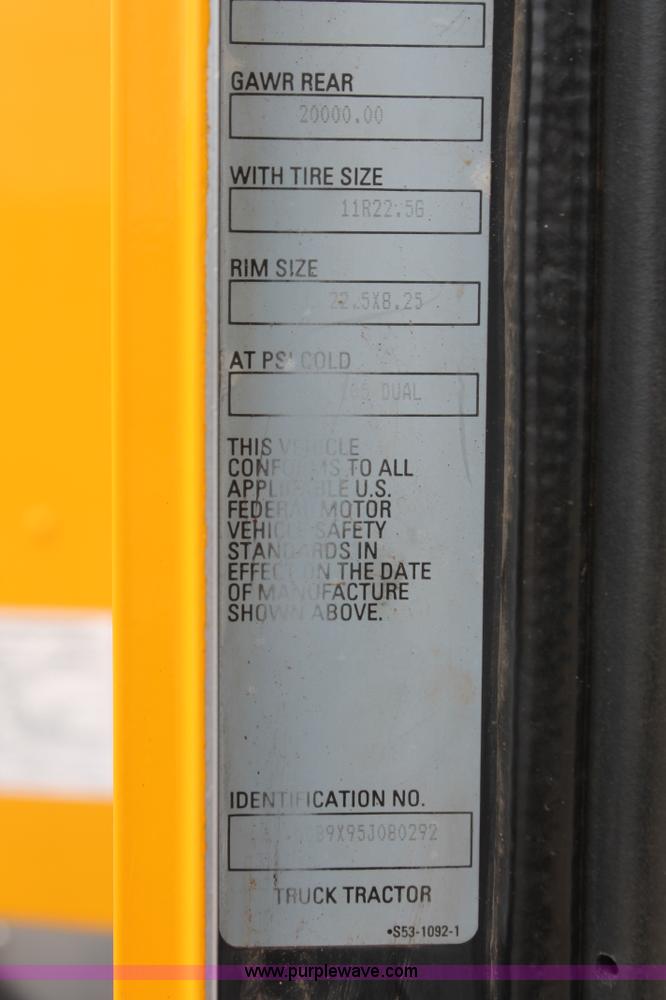 GAWR REAR
20000.00
WITH TIRE SIZE
11R22.5G
RIM SIZE
22.5X8.25
AT PSI COLD
DUAL
THIS VEHICLE
CONFORMS TO ALL
APPLICABLE U.S.
FEDERAL MOTOR
VEHICLE SAFETY
STANDARDS IN
EFFECT ON THE DATE
OF MANUFACTURE
SHOWN ABOVE.
IDENTIFICATION NO.
TRUCK TRACTOR
•S53-1092-1
www.purplewave.com